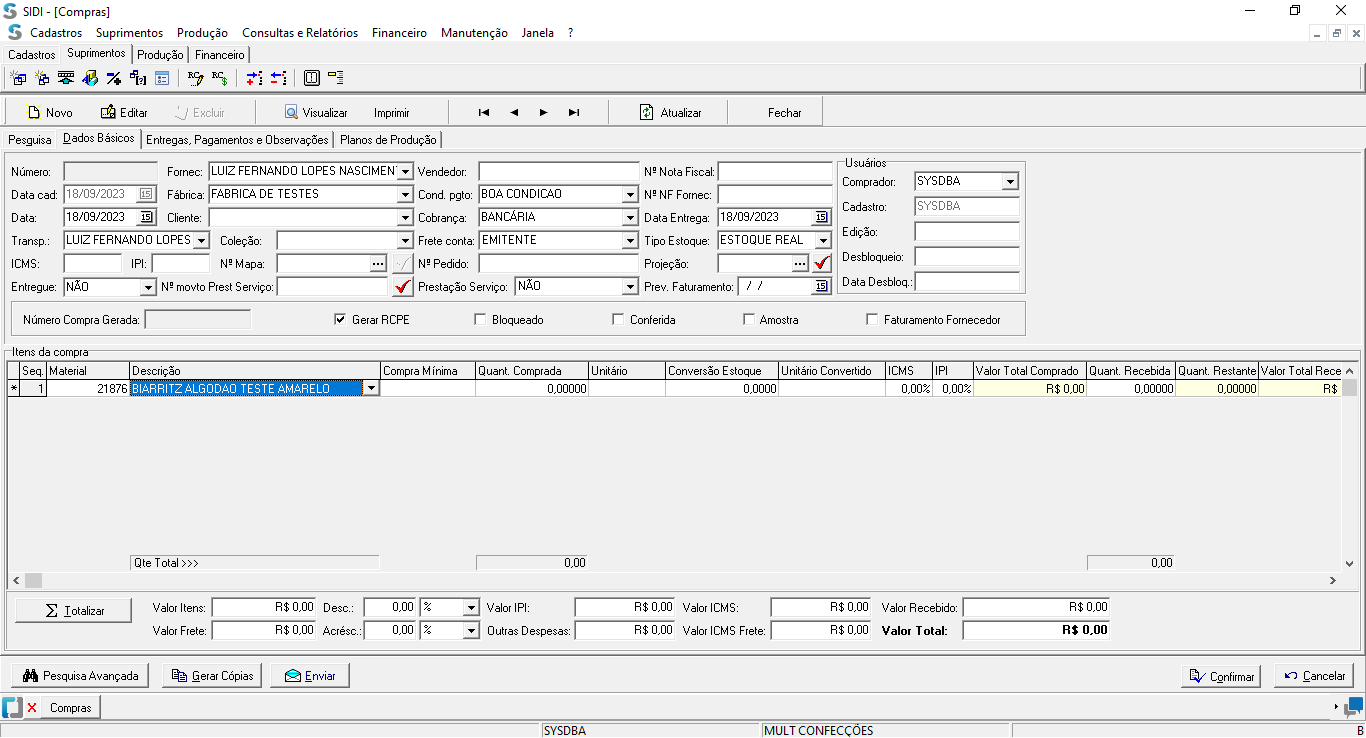 SIDI - [Compras]
Cadastros Suprimentos Produção Consultas e Relatórios Financeiro Manutenção Janela ?
Cadastros Suprimentos Produção Financeiro
Novo Editar Excluir Visualizar Imprimir Atualizar Fechar
Pesquisa Dados Básicos Entregas, Pagamentos e Observações Planos de Produção
Número: Fornec: LUIZ FERNANDO LOPES NASCIMEN Vendedor: Nº Nota Fiscal: Usuários
Comprador: SYSDBA
Data cad: 18/09/2023 15 Fábrica: FABRICA DE TESTES Cond. pgto: BOA CONDICAO Nº NF Fornec:
Cadastro: SYSDBA
Data: 18/09/2023 15 Cliente: Cobrança: BANCÁRIA Data Entrega: 18/09/2023 15
Edição:
Transp.: LUIZ FERNANDO LOPES Coleção: Frete conta: EMITENTE Tipo Estoque: ESTOQUE REAL
Desbloqueio:
ICMS: IPI: Nº Mapa: ... Nº Pedido: Projeção: ...
Data Desbloq.:
Entregue: NÃO Nº movto Prest Serviço: Prestação Serviço: NÃO Prev. Faturamento: / / 15
Número Compra Gerada: Gerar RCPE Bloqueado Conferida Amostra Faturamento Fornecedor
Itens da compra
Seq. Material Descrição Compra Mínima Quant. Comprada Unitário Conversão Estoque Unitário Convertido ICMS IPI Valor Total Comprado Quant. Recebida Quant. Restante Valor Total Rece
* 1 21876 BIARRITZ ALGODAO TESTE AMARELO 0,00000 0,0000 0,00% 0,00% R$ 0,00 0,00000 0,00000 R$
Qte Total >>> 0,00 0,00
Totalizar Valor Itens: R$ 0,00 Desc.: 0,00 % Valor IPI: R$ 0,00 Valor ICMS: R$ 0,00 Valor Recebido: R$ 0,00
Valor Frete: R$ 0,00 Acrésc.: 0,00 % Outras Despesas: R$ 0,00 Valor ICMS Frete: R$ 0,00 Valor Total: R$ 0,00
Pesquisa Avançada Gerar Cópias Enviar Confirmar Cancelar
Compras
SYSDBA MULT CONFECÇÕES B